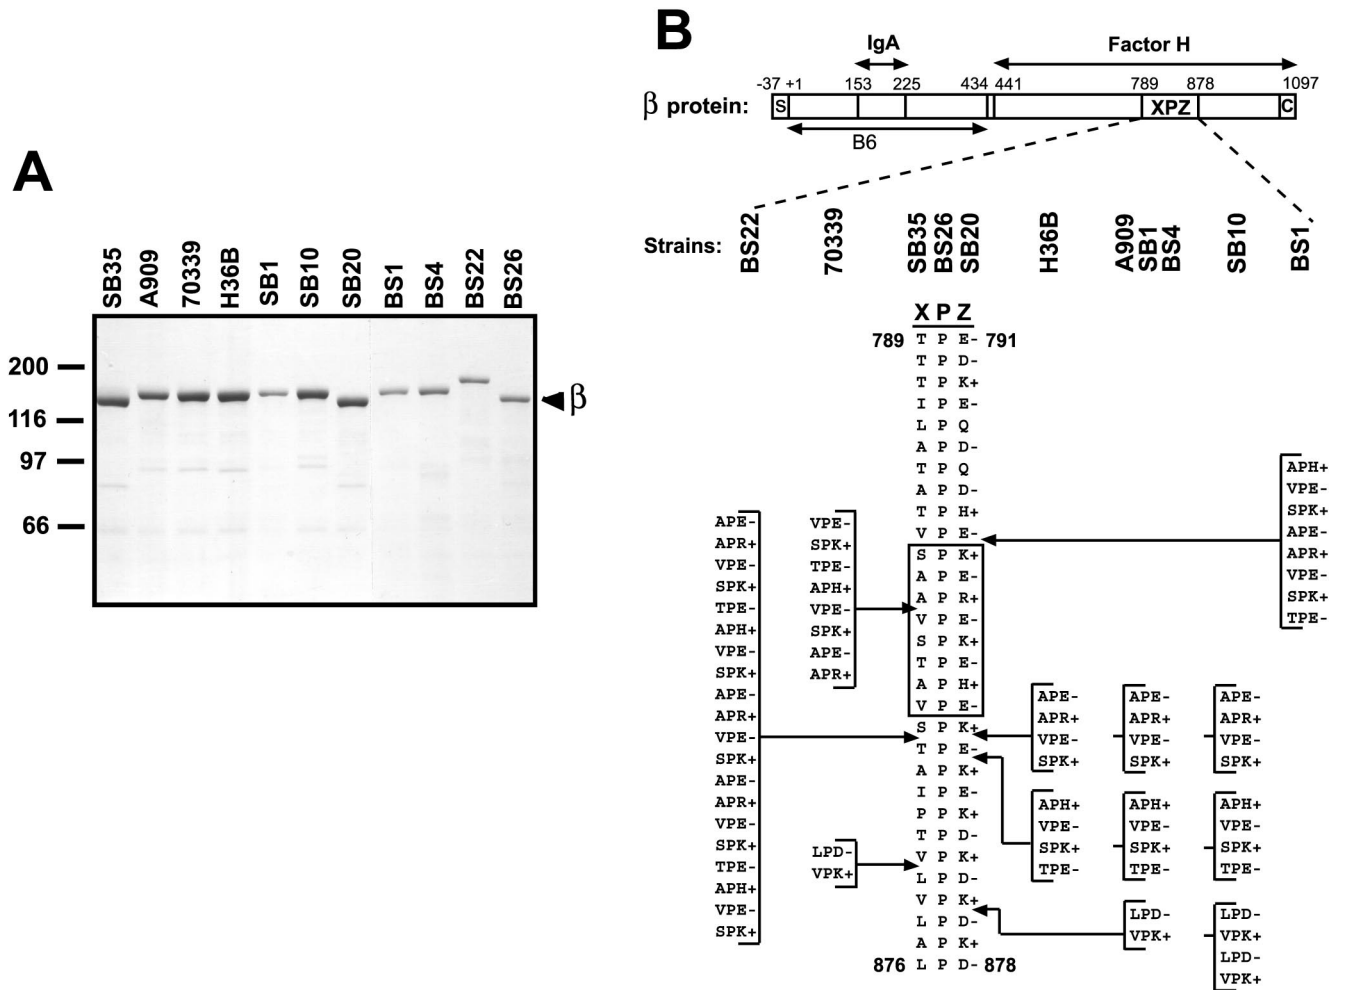 A
SB35 A909 70339 H36B SB1 SB10 SB20 BS1 BS4 BS22 BS26
200
116
97
66
β
B
IgA Factor H
-37 +1 153 225 434 441 789 878 1097
β protein: S XPZ C
B6
Strains: BS22 70339 SB35 BS26 SB20 H36B A909 SB1 BS4 SB10 BS1
X P Z
789 T P E- 791
T P D-
T P K+
I P E-
L P Q
A P D-
T P Q
A P D-
T P H+
V P E-
S P K+
A P E-
A P R+
V P E-
S P K+
T P E-
A P H+
V P E-
S P K+
T P E-
A P K+
I P E-
P P K+
T P D-
V P K+
L P D-
V P K+
L P D-
A P K+
876 L P D- 878
APE-
APR+
VPE-
SPK+
TPE-
APH+
VPE-
SPK+
APE-
APR+
VPE-
SPK+
APE-
APR+
VPE-
SPK+
TPE-
APH+
VPE-
SPK+
VPE-
SPK+
TPE-
APH+
VPE-
SPK+
APE-
APR+
LPD-
VPK+
APE-
APR+
VPE-
SPK+
APH+
VPE-
SPK+
TPE-
APE-
APR+
VPE-
SPK+
APH+
VPE-
SPK+
TPE-
LPD-
VPK+
APE-
APR+
VPE-
SPK+
APH+
VPE-
SPK+
TPE-
LPD-
VPK+
LPD-
VPK+
APH+
VPE-
SPK+
APE-
APR+
VPE-
SPK+
TPE-